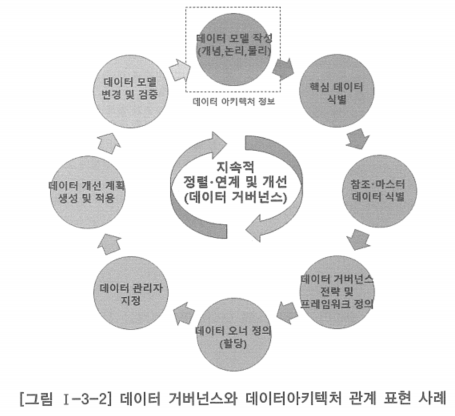 데이터 모델 작성
(개념,논리,물리)
데이터 아키텍처 정보
핵심 데이터
식별
참조·마스터
데이터 식별
데이터 거버넌스
전략 및
프레임워크 정의
데이터 오너 정의
(할당)
데이터 관리자
지정
데이터 개선 계획
생성 및 적용
데이터 모델
변경 및 검증
지속적
정렬·연계 및 개선
(데이터 거버넌스)
[그림 Ⅰ-3-2] 데이터 거버넌스와 데이터아키텍처 관계 표현 사례